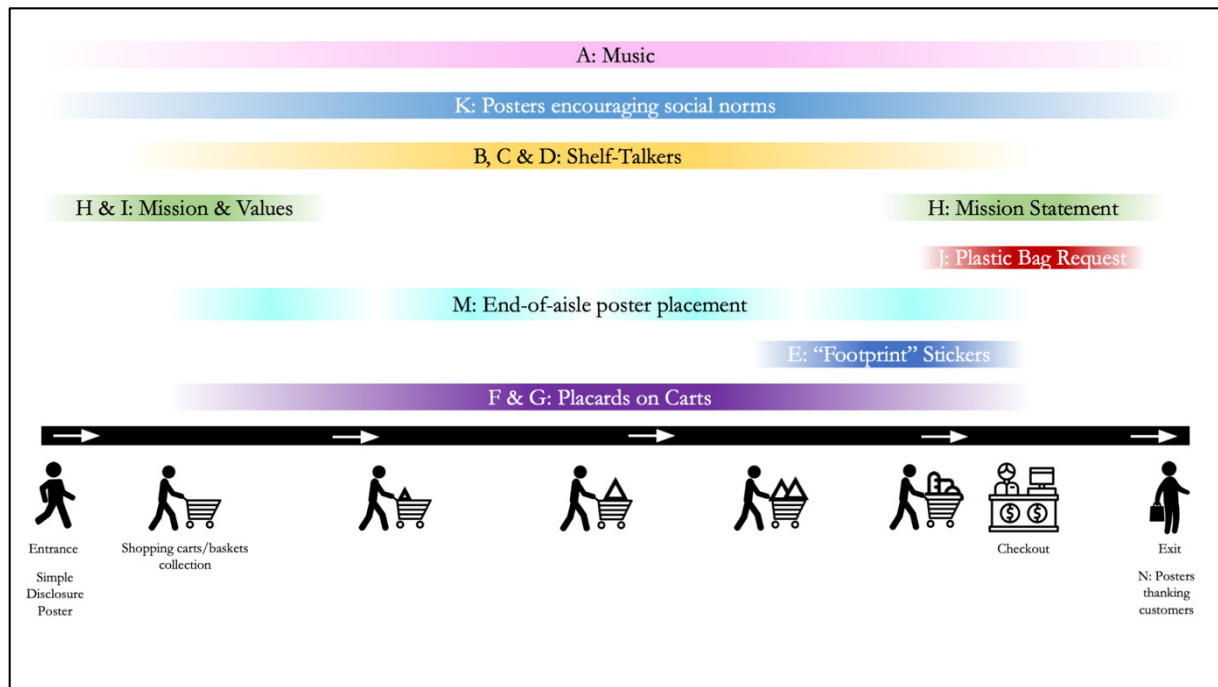 A: Music
K: Posters encouraging social norms
B, C & D: Shelf-Talkers
H & I: Mission & Values
H: Mission Statement
J: Plastic Bag Request
M: End-of-aisle poster placement
E: “Footprint” Stickers
F & G: Placards on Carts
Entrance
Simple
Disclosure
Poster
Shopping carts/baskets
collection
Checkout
$ $
Exit
N: Posters
thanking
customers